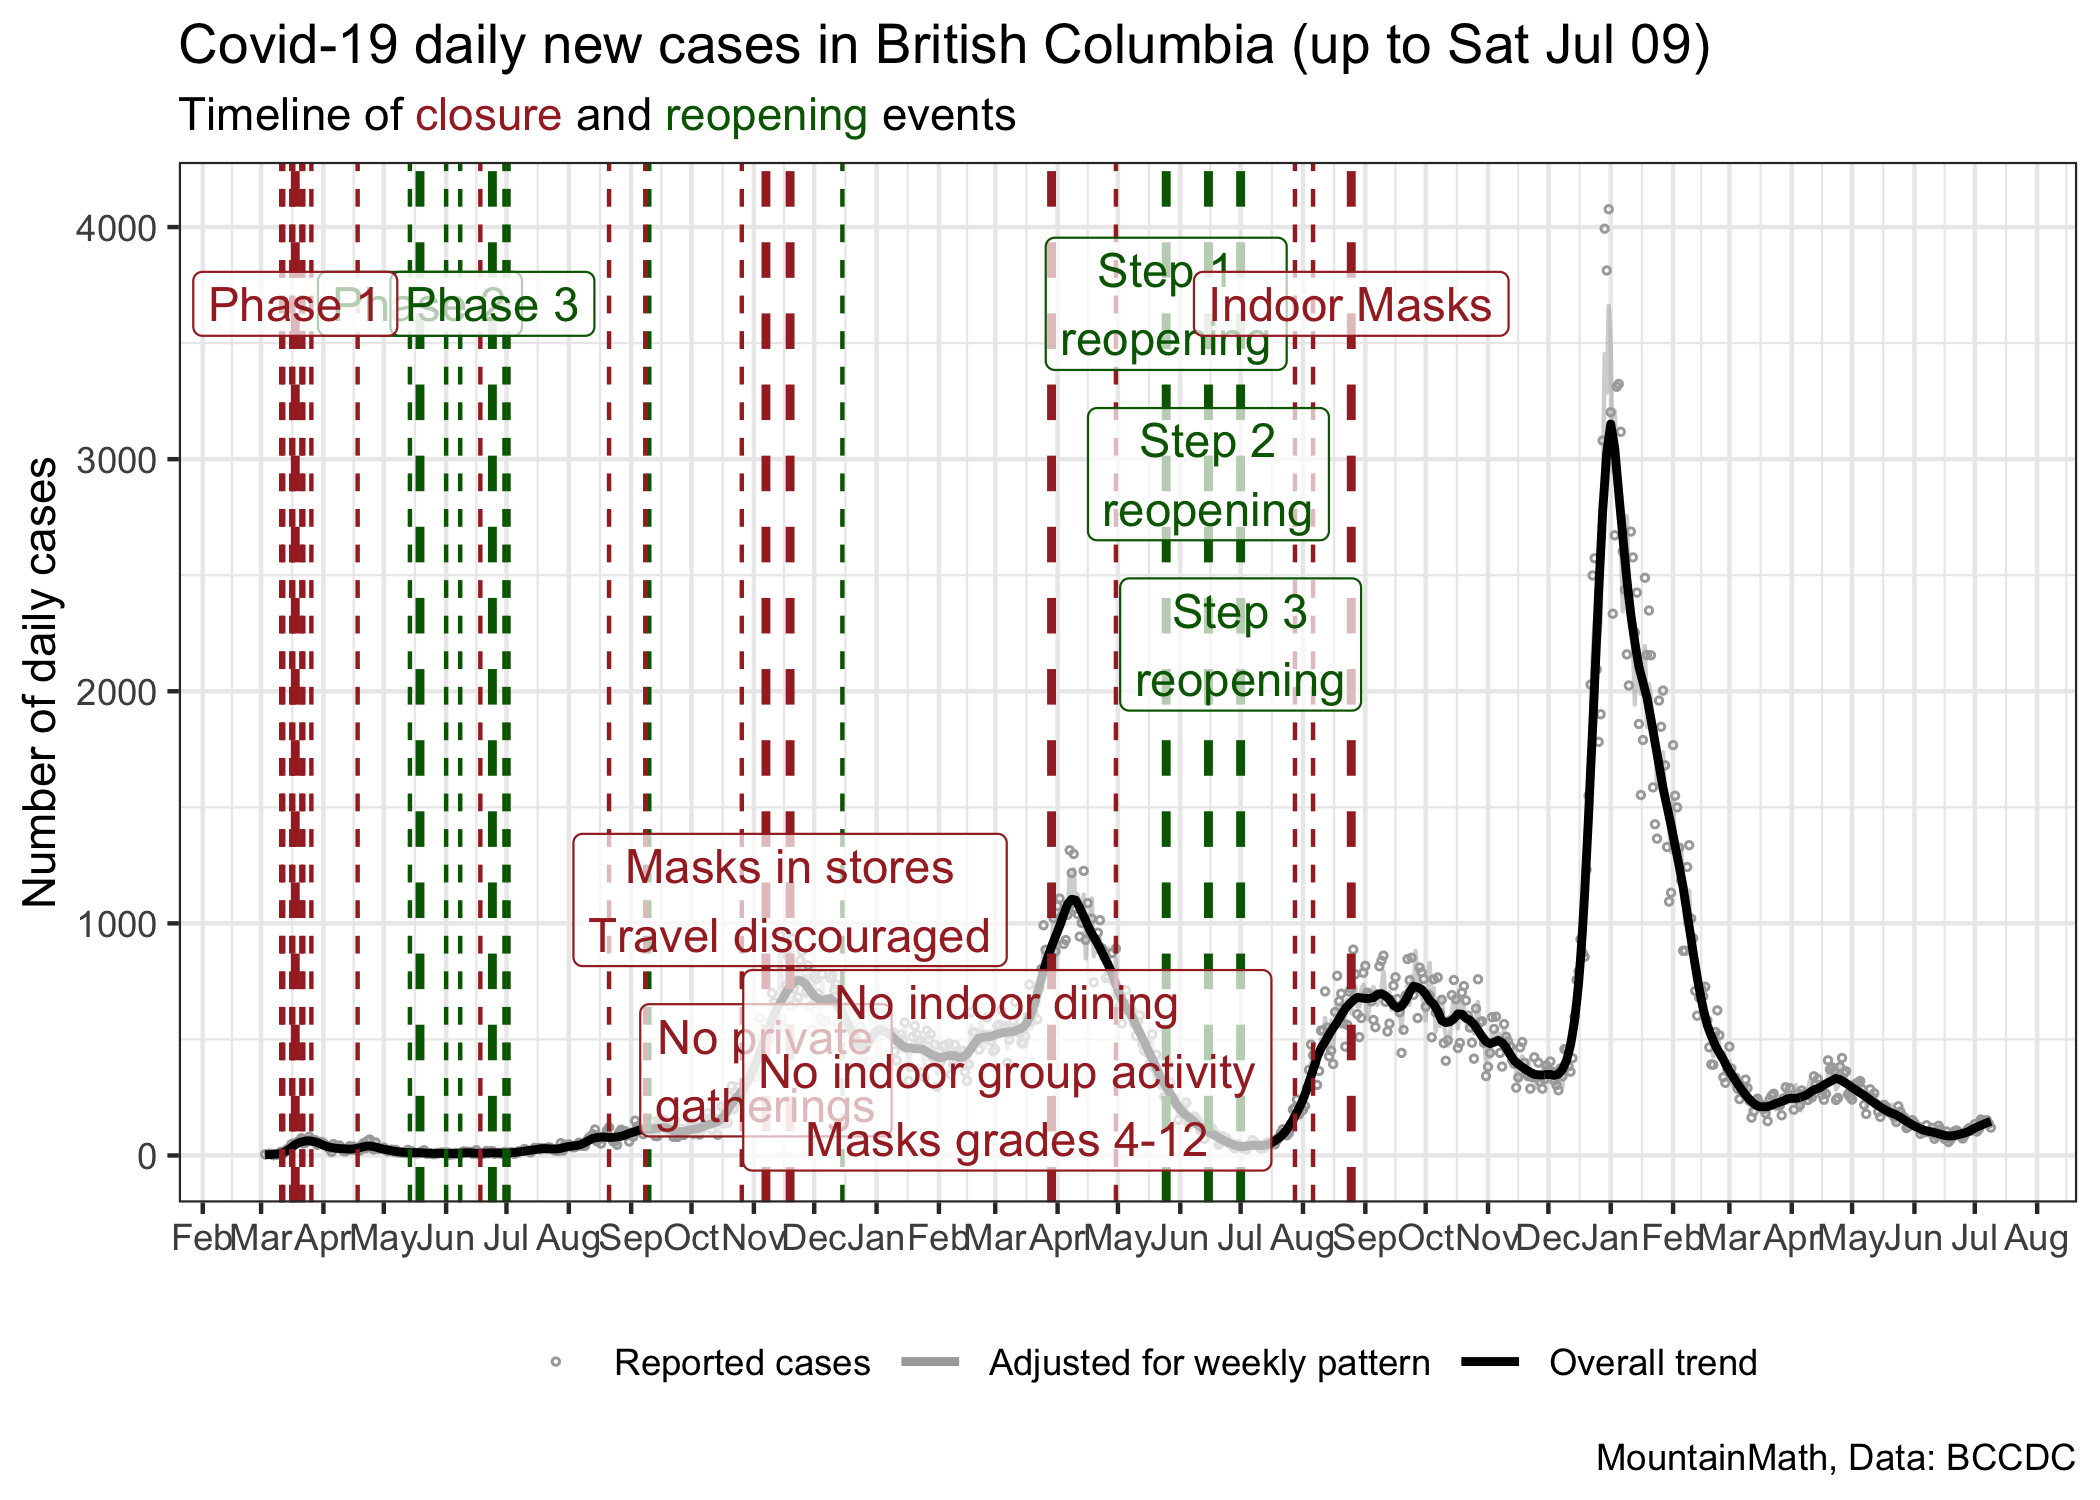 Covid-19 daily new cases in British Columbia (up to Sat Jul 09)
Timeline of closure and reopening events
Number of daily cases
4000
3000
2000
1000
0
Phase 1
Phase 2
Phase 3
Step 1
reopening
Indoor Masks
Step 2
reopening
Step 3
reopening
Masks in stores
Travel discouraged
No private
gatherings
No indoor dining
No indoor group activity
Masks grades 4-12
Feb Mar Apr May Jun Jul Aug Sep Oct Nov Dec Jan Feb Mar Apr May Jun Jul Aug Sep Oct Nov Dec Jan Feb Mar Apr May Jun Jul Aug
Reported cases Adjusted for weekly pattern Overall trend
MountainMath, Data: BCCDC